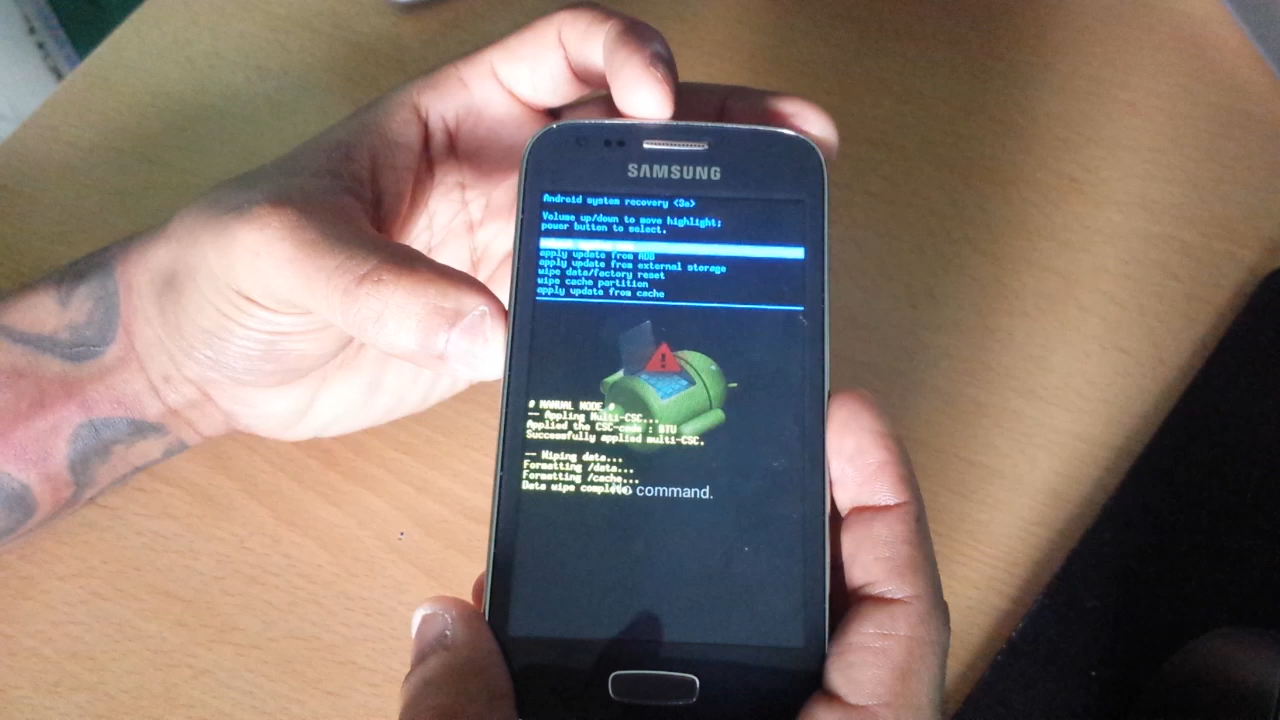 SAMSUNG
Android system recovery <3e>
Volume up/down to move highlight;
power button to select.
reboot system now
apply update from ADB
apply update from external storage
wipe data/factory reset
wipe cache partition
apply update from cache
# MANUAL MODE #
-- Appling Multi-CSC...
Applied the CSC-code : BTU
Successfully applied multi-CSC.
-- Wiping data...
Formatting /data...
Formatting /cache...
Data wipe complete.
command.